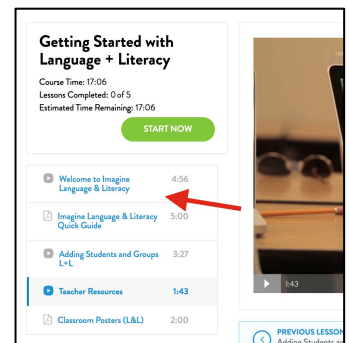 Getting Started with
Language + Literacy
Course Time: 17:06
Lessons Completed: 0 of 5
Estimated Time Remaining: 17:06
START NOW
Welcome to Imagine
Language & Literacy
4:56
Imagine Language & Literacy
Quick Guide
5:00
Adding Students and Groups
L+L
3:27
Teacher Resources
1:43
Classroom Posters (L&L)
2:00
1:43
PREVIOUS LESSON
Adding Students